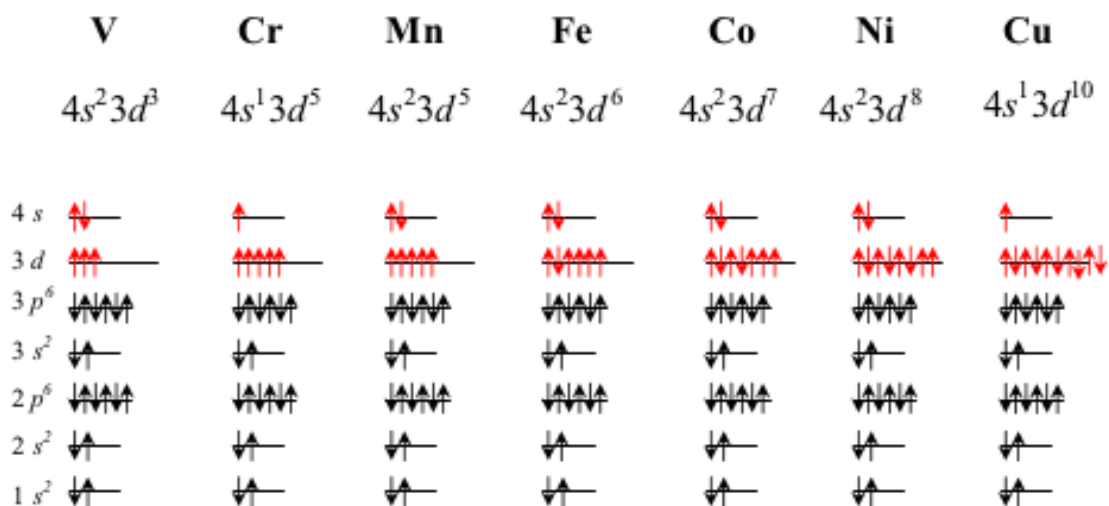 V Cr Mn Fe Co Ni Cu
4s²3d³ 4s¹3d⁵ 4s²3d⁵ 4s²3d⁶ 4s²3d⁷ 4s²3d⁸ 4s¹3d¹⁰
4 s
3 d
3 p⁶
3 s²
2 p⁶
2 s²
1 s²